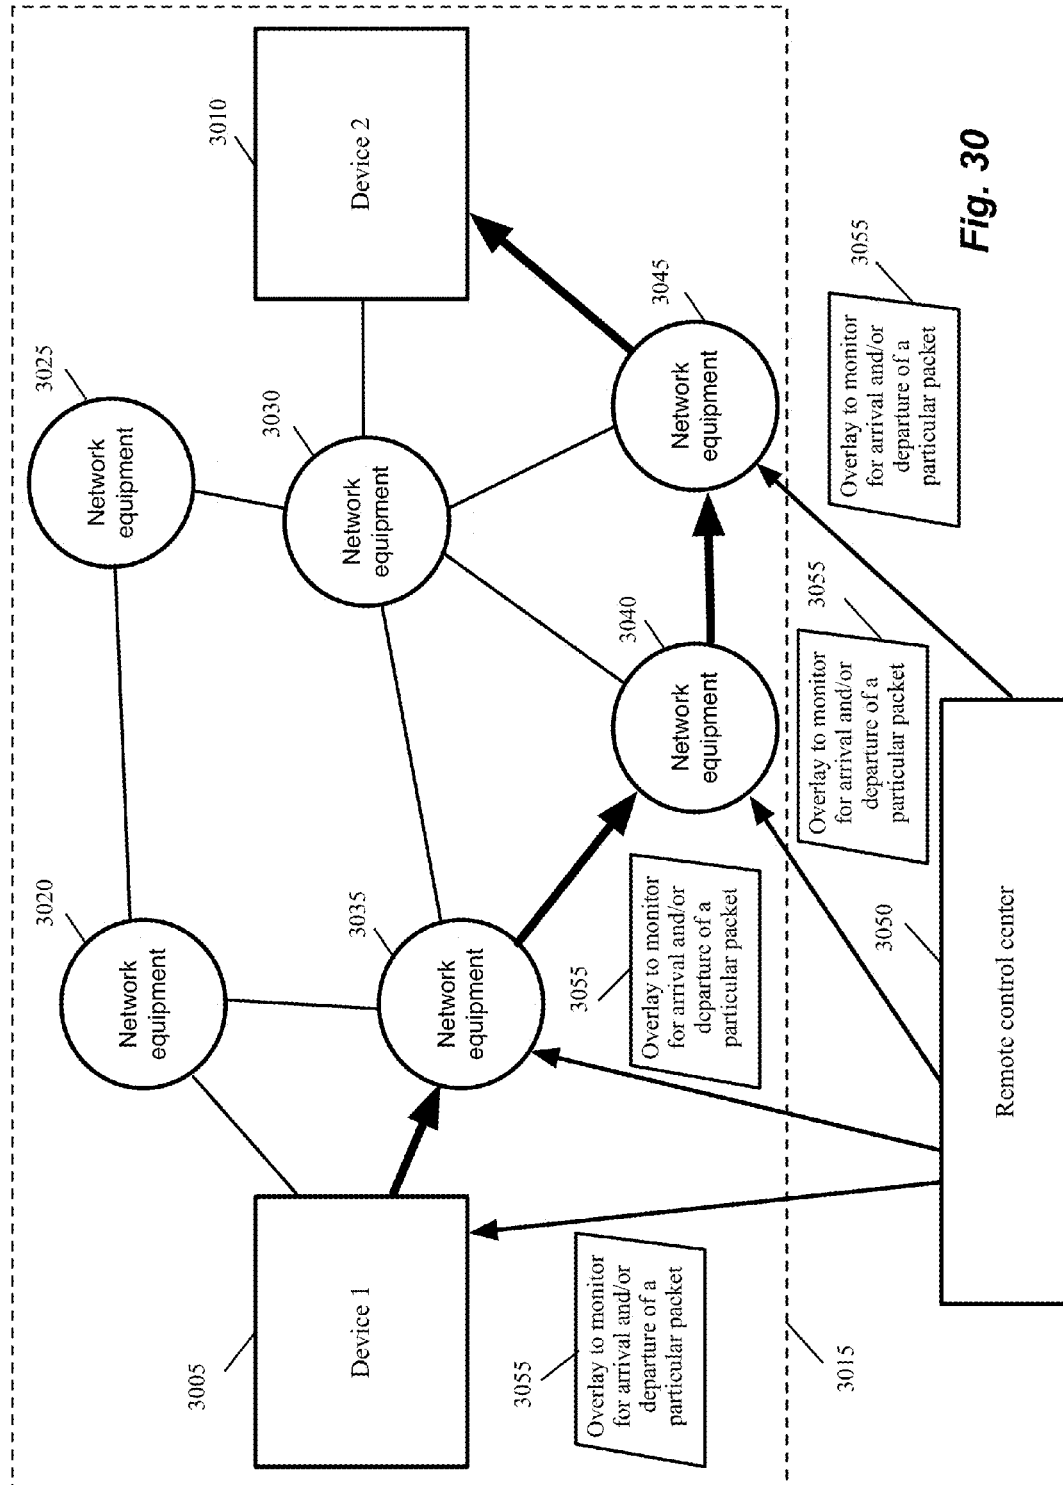 3005
Device 1
3020
Network
equipment
3025
Network
equipment
3010
Device 2
3035
Network
equipment
3030
Network
equipment
3040
Network
equipment
3045
Network
equipment
3055
Overlay to monitor
for arrival and/or
departure of a
particular packet
3055
Overlay to monitor
for arrival and/or
departure of a
particular packet
3055
Overlay to monitor
for arrival and/or
departure of a
particular packet
3055
Overlay to monitor
for arrival and/or
departure of a
particular packet
3015
3050
Remote control center
Fig. 30